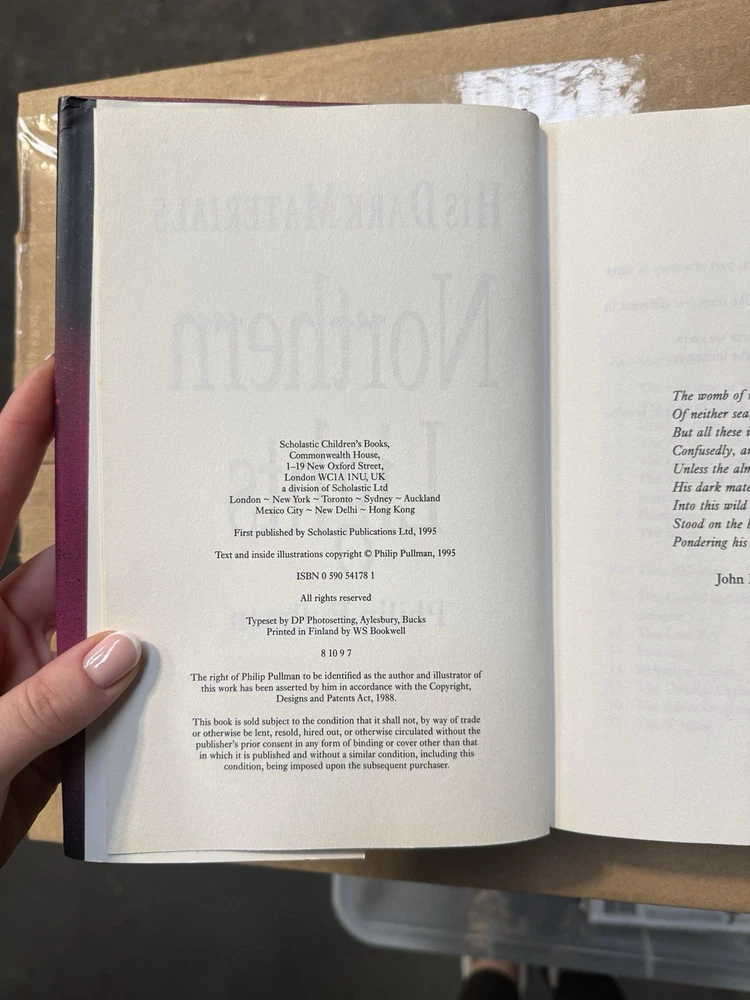 HIS DARK MATERIALS
Northern
Scholastic Children's Books,
Commonwealth House,
1–19 New Oxford Street,
London WC1A 1NU, UK
a division of Scholastic Ltd
London ~ New York ~ Toronto ~ Sydney ~ Auckland
Mexico City ~ New Delhi ~ Hong Kong
First published by Scholastic Publications Ltd, 1995
Text and inside illustrations copyright © Philip Pullman, 1995
ISBN 0 590 54178 1
All rights reserved
Typeset by DP Photosetting, Aylesbury, Bucks
Printed in Finland by WS Bookwell
8 10 9 7
The right of Philip Pullman to be identified as the author and illustrator of
this work has been asserted by him in accordance with the Copyright,
Designs and Patents Act, 1988.
This book is sold subject to the condition that it shall not, by way of trade
or otherwise be lent, resold, hired out, or otherwise circulated without the
publisher's prior consent in any form of binding or cover other than that
in which it is published and without a similar condition, including this
condition, being imposed upon the subsequent purchaser.
The womb of
Of neither sea,
But all these
Confusedly,
Unless the
His dark
Into this wild
Stood on the
Pondering his
John